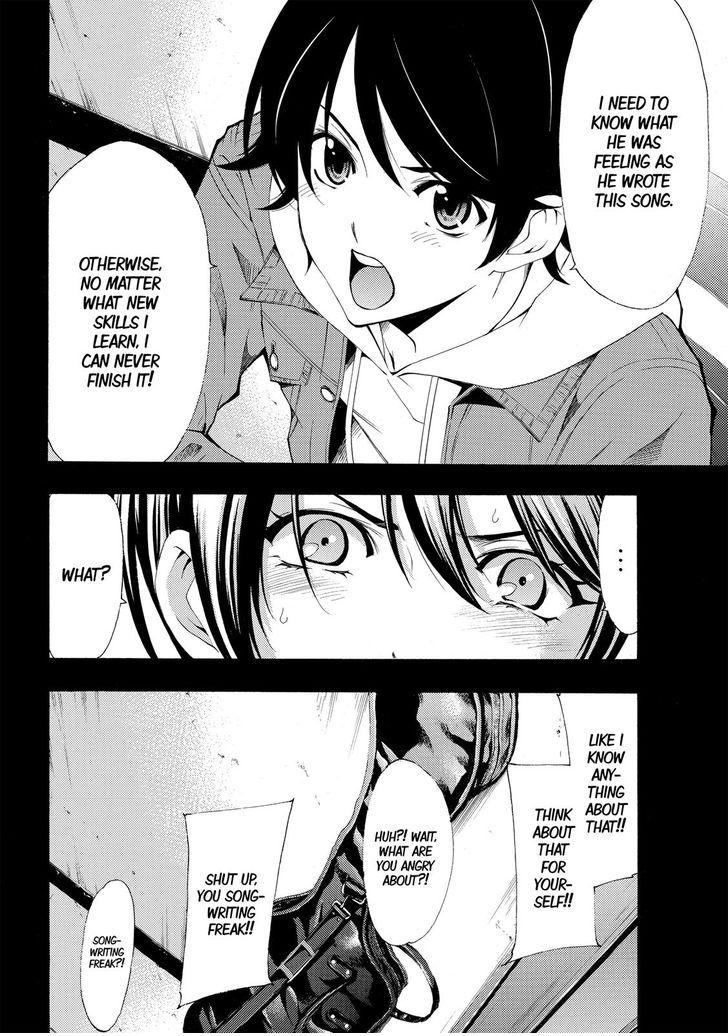 I NEED TO
KNOW WHAT
HE WAS
FEELING AS
HE WROTE
THIS SONG.
OTHERWISE,
NO MATTER
WHAT NEW
SKILLS I
LEARN, I
CAN NEVER
FINISH IT!
...
WHAT?
LIKE I
KNOW
ANY-
THING
ABOUT
THAT!!
THINK
ABOUT
THAT
FOR
YOUR-
SELF!!
HUH?! WAIT,
WHAT ARE
YOU ANGRY
ABOUT?!
SHUT UP,
YOU SONG-
WRITING
FREAK!!
SONG-
WRITING
FREAK?!